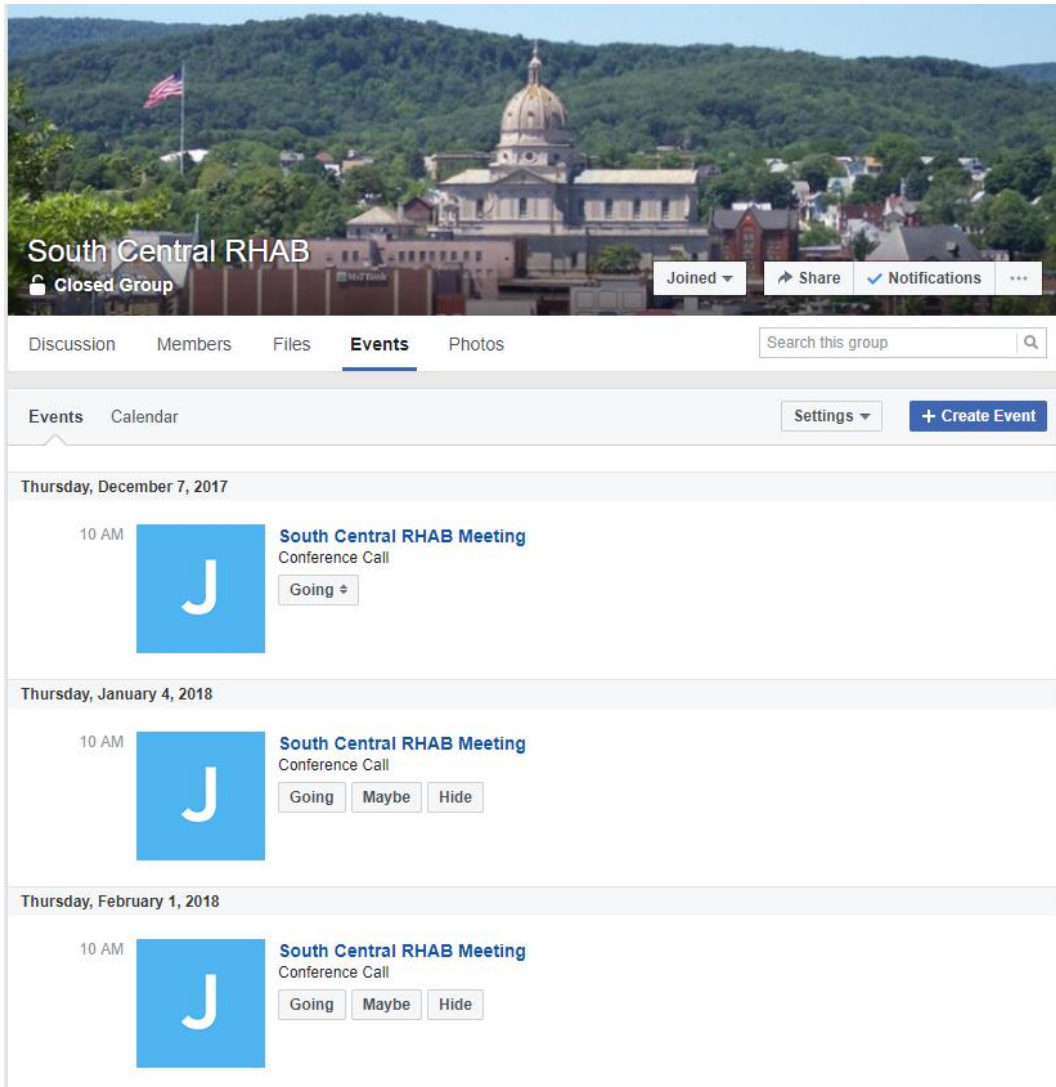 South Central RHAB
Closed Group
M&T Bank
Joined
Share
Notifications
Discussion Members Files Events Photos
Search this group
Events Calendar
Settings
+ Create Event
Thursday, December 7, 2017
10 AM
J
South Central RHAB Meeting
Conference Call
Going
Thursday, January 4, 2018
10 AM
J
South Central RHAB Meeting
Conference Call
Going Maybe Hide
Thursday, February 1, 2018
10 AM
J
South Central RHAB Meeting
Conference Call
Going Maybe Hide